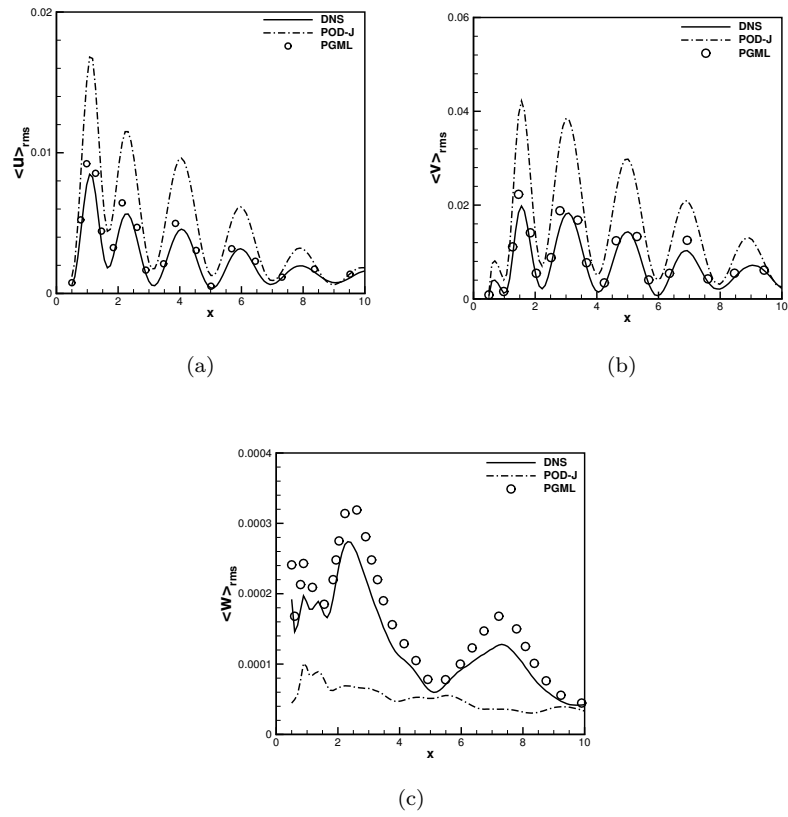 <u>rms
0.02
0.01
0
0 2 4 6 8 10
x
DNS
POD-J
PGML
(a)
<v>rms
0.06
0.04
0.02
0
0 2 4 6 8 10
x
DNS
POD-J
PGML
(b)
<w>rms
0.0004
0.0003
0.0002
0.0001
0
0 2 4 6 8 10
x
DNS
POD-J
PGML
(c)